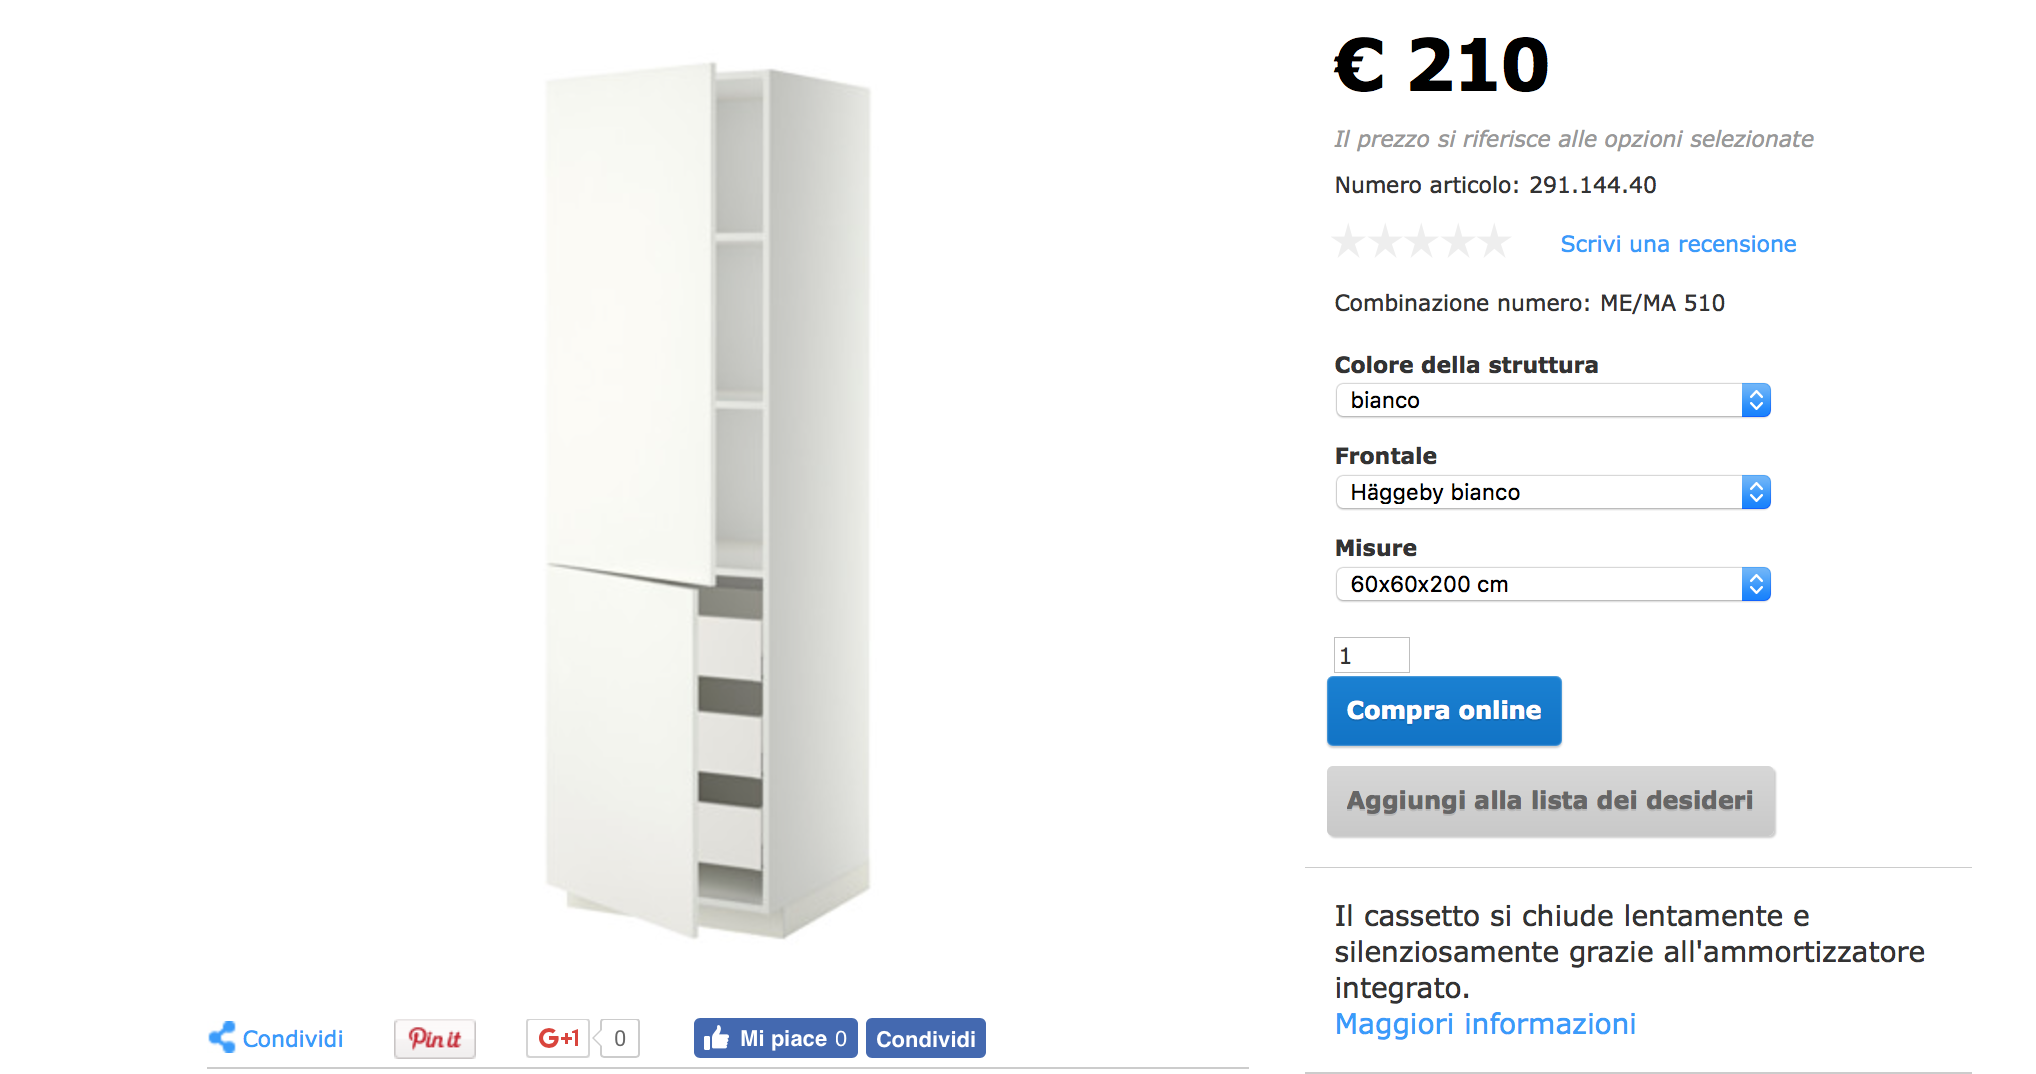 € 210
Il prezzo si riferisce alle opzioni selezionate
Numero articolo: 291.144.40
Scrivi una recensione
Combinazione numero: ME/MA 510
Colore della struttura
bianco
Frontale
Häggeby bianco
Misure
60x60x200 cm
1
Compra online
Aggiungi alla lista dei desideri
Il cassetto si chiude lentamente e
silenziosamente grazie all'ammortizzatore
integrato.
Maggiori informazioni
Condividi
Pin it
G+1
0
Mi piace 0
Condividi